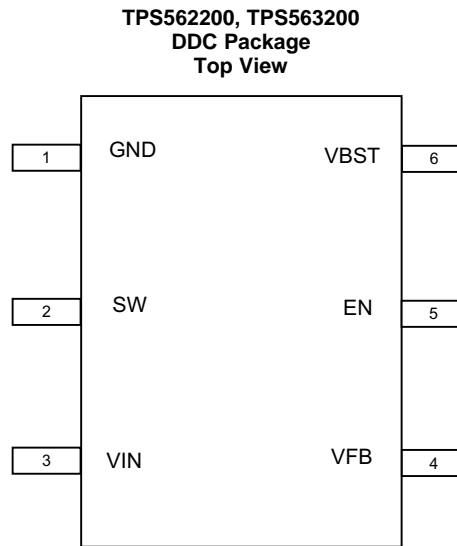 TPS562200, TPS563200
DDC Package
Top View
1 GND VBST 6
2 SW EN 5
3 VIN VFB 4